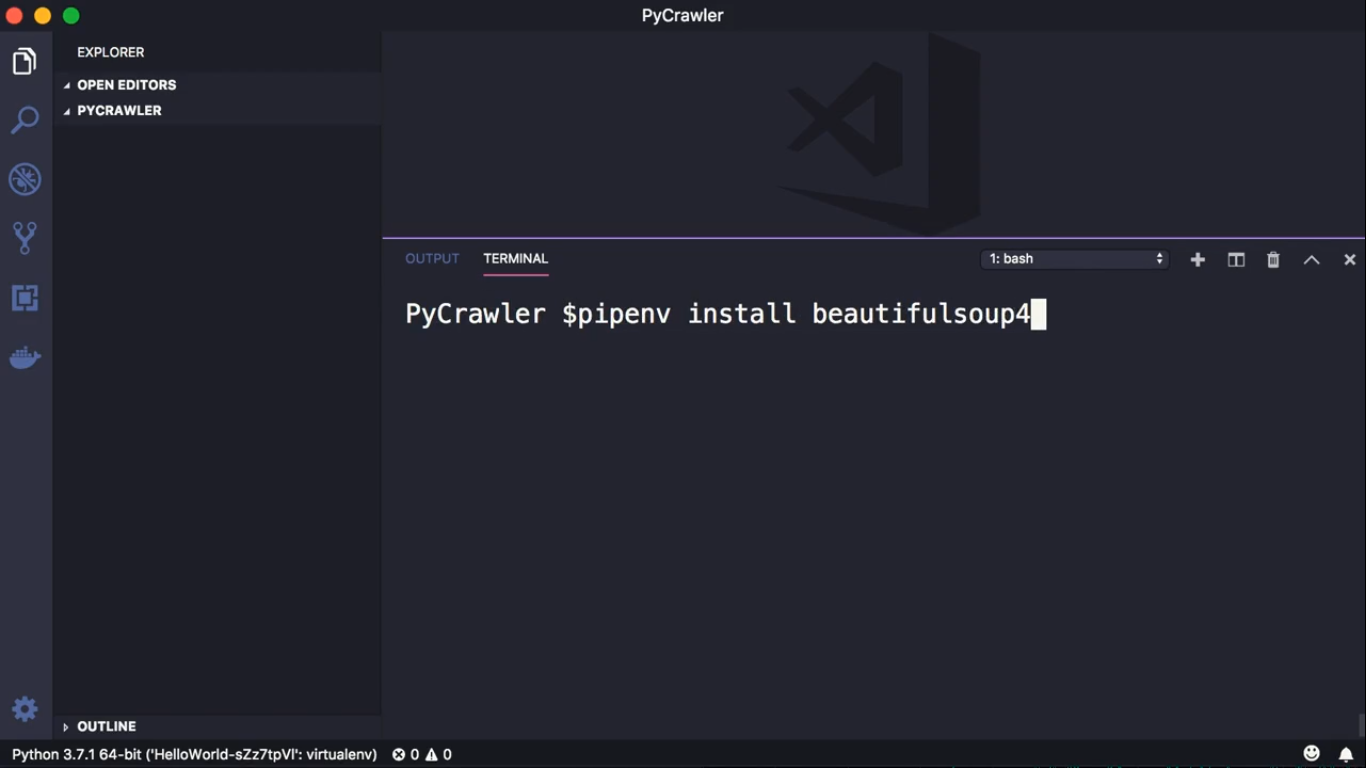 PyCrawler
EXPLORER
OPEN EDITORS
PYCRAWLER
OUTPUT TERMINAL 1: bash
PyCrawler $pipenv install beautifulsoup4
OUTLINE
Python 3.7.1 64-bit ('HelloWorld-sZz7tpVl': virtualenv) 0 0